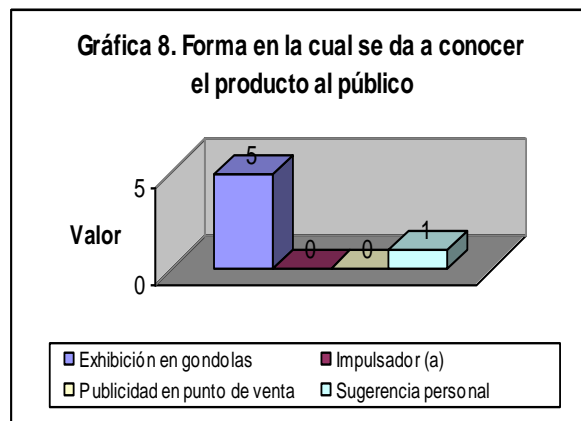 Gráfica 8. Forma en la cual se da a conocer
el producto al público
5
5
0
0
1
Valor
0
Exhibición en gondolas
Impulsador (a)
Publicidad en punto de venta
Sugerencia personal